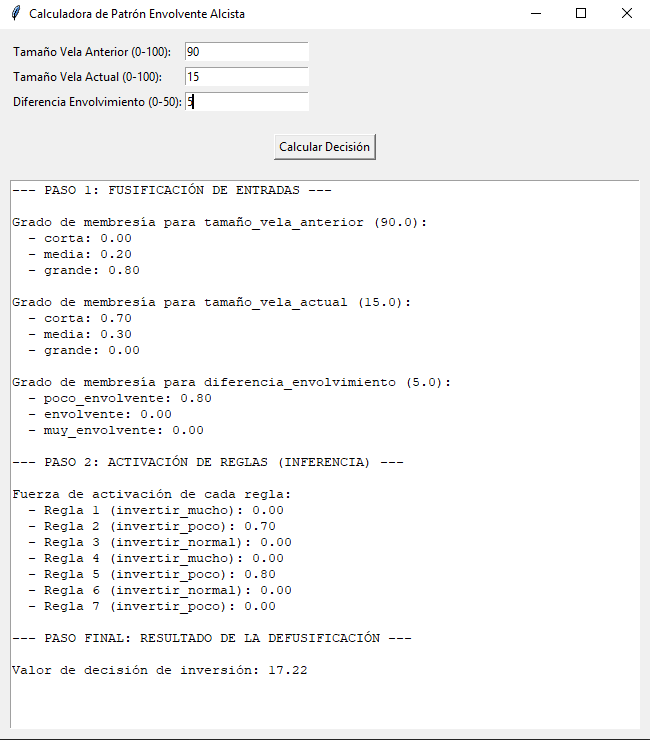 Calculadora de Patrón Envolvente Alcista
Tamaño Vela Anterior (0-100): 90
Tamaño Vela Actual (0-100): 15
Diferencia Envolvimiento (0-50): 5
Calcular Decisión
--- PASO 1: FUSIFICACIÓN DE ENTRADAS ---
Grado de membresía para tamaño_vela_anterior (90.0):
- corta: 0.00
- media: 0.20
- grande: 0.80
Grado de membresía para tamaño_vela_actual (15.0):
- corta: 0.70
- media: 0.30
- grande: 0.00
Grado de membresía para diferencia_envolvimiento (5.0):
- poco_envolvente: 0.80
- envolvente: 0.00
- muy_envolvente: 0.00
--- PASO 2: ACTIVACIÓN DE REGLAS (INFERENCIA) ---
Fuerza de activación de cada regla:
- Regla 1 (invertir_mucho): 0.00
- Regla 2 (invertir_poco): 0.70
- Regla 3 (invertir_normal): 0.00
- Regla 4 (invertir_mucho): 0.00
- Regla 5 (invertir_poco): 0.80
- Regla 6 (invertir_normal): 0.00
- Regla 7 (invertir_poco): 0.00
--- PASO FINAL: RESULTADO DE LA DEFUSIFICACIÓN ---
Valor de decisión de inversión: 17.22